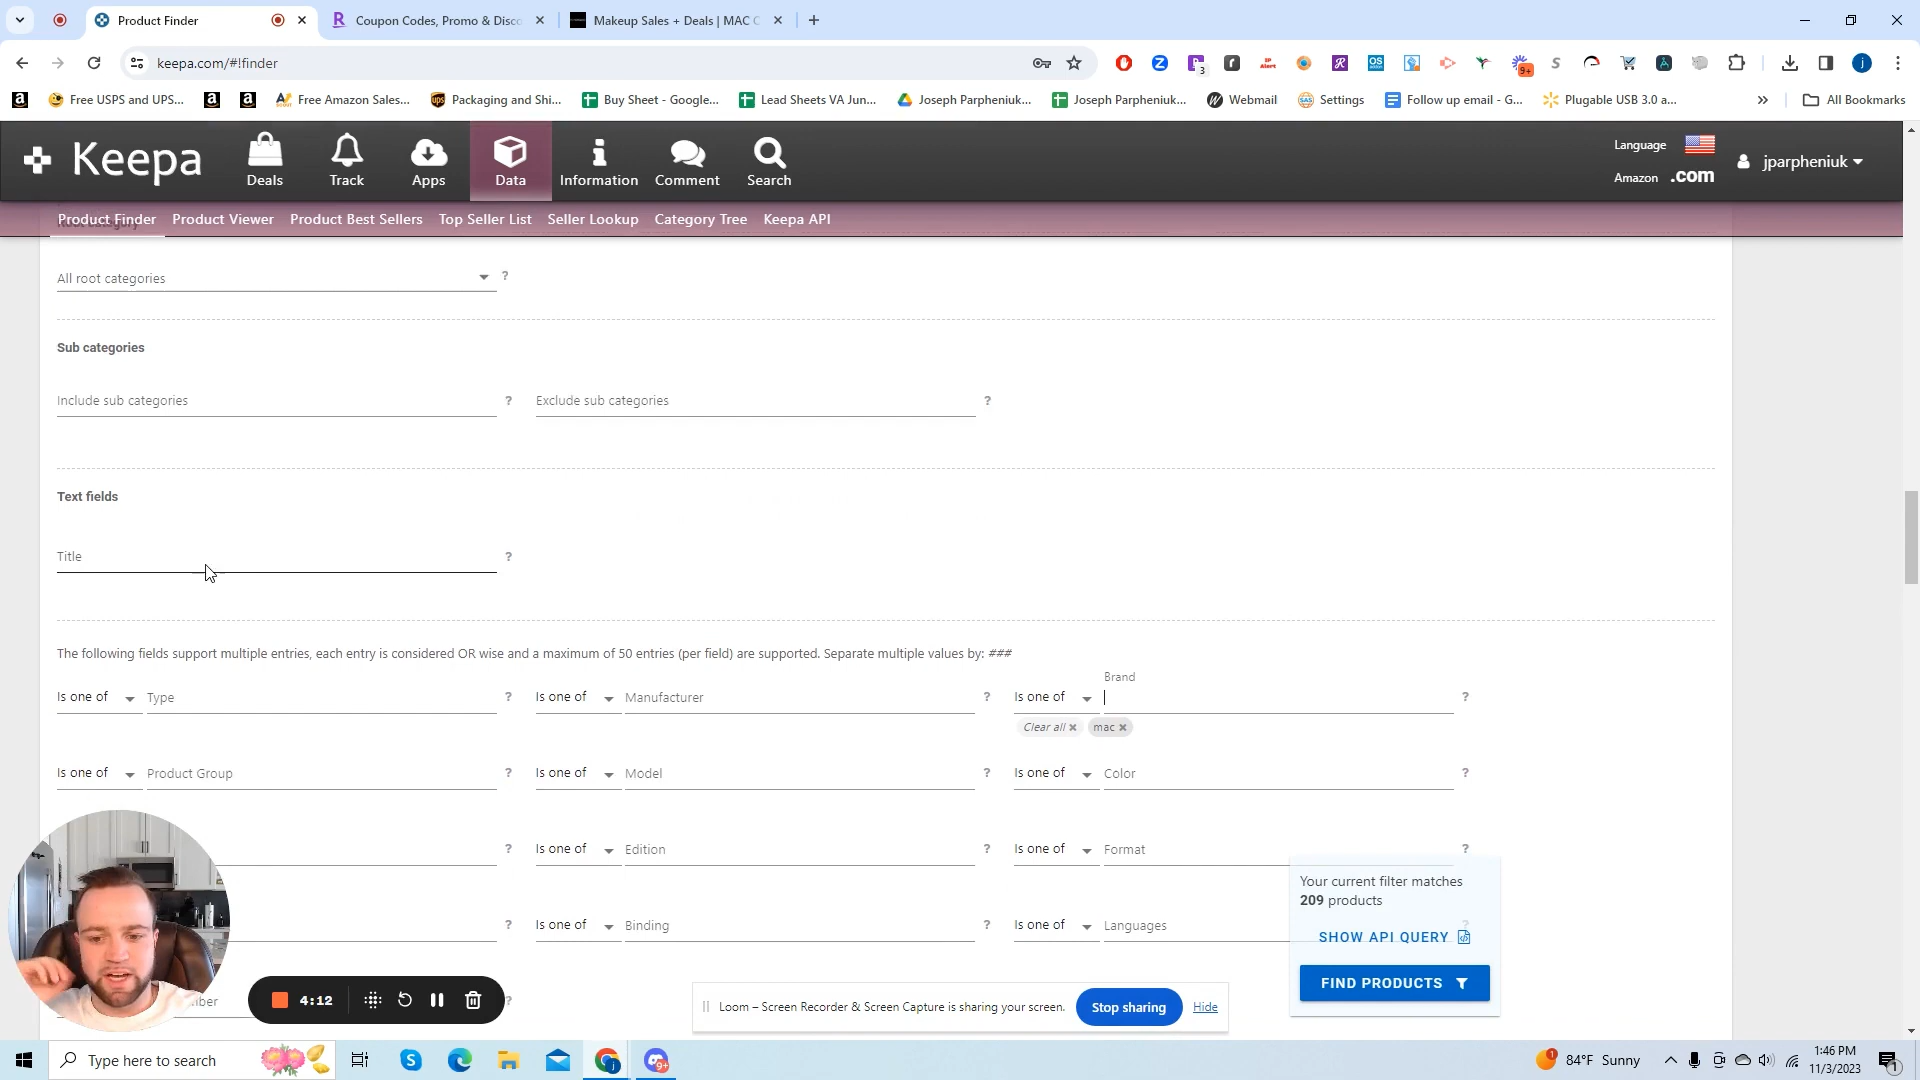 Product Finder
Coupon Codes, Promo & Disco
Makeup Sales + Deals | MAC C
keepa.com/#!finder
Free USPS and UPS...
Free Amazon Sales...
Packaging and Shi...
Buy Sheet - Google...
Lead Sheets VA Jun...
Joseph Parpheniuk...
Joseph Parpheniuk...
Webmail
Settings
Follow up email - G...
Plugable USB 3.0 a...
All Bookmarks
Keepa
Deals
Track
Apps
Data
Information
Comment
Search
Language
Amazon .com
jparpheniuk
Product Finder
Product Viewer
Product Best Sellers
Top Seller List
Seller Lookup
Category Tree
Keepa API
Root category
All root categories ?
Sub categories
Include sub categories ?
Exclude sub categories ?
Text fields
Title ?
The following fields support multiple entries, each entry is considered OR wise and a maximum of 50 entries (per field) are supported. Separate multiple values by: ###
Is one of Type ?
Is one of Manufacturer ?
Brand
Is one of ?
Clear all × mac ×
Is one of Product Group ?
Is one of Model ?
Is one of Color ?
?
Is one of Edition ?
Is one of Format ?
?
Is one of Binding ?
Is one of Languages ?
mber ?
Your current filter matches
209 products
SHOW API QUERY
FIND PRODUCTS
4:12
Loom – Screen Recorder & Screen Capture is sharing your screen.
Stop sharing
Hide
Type here to search
84°F Sunny
1:46 PM
11/3/2023